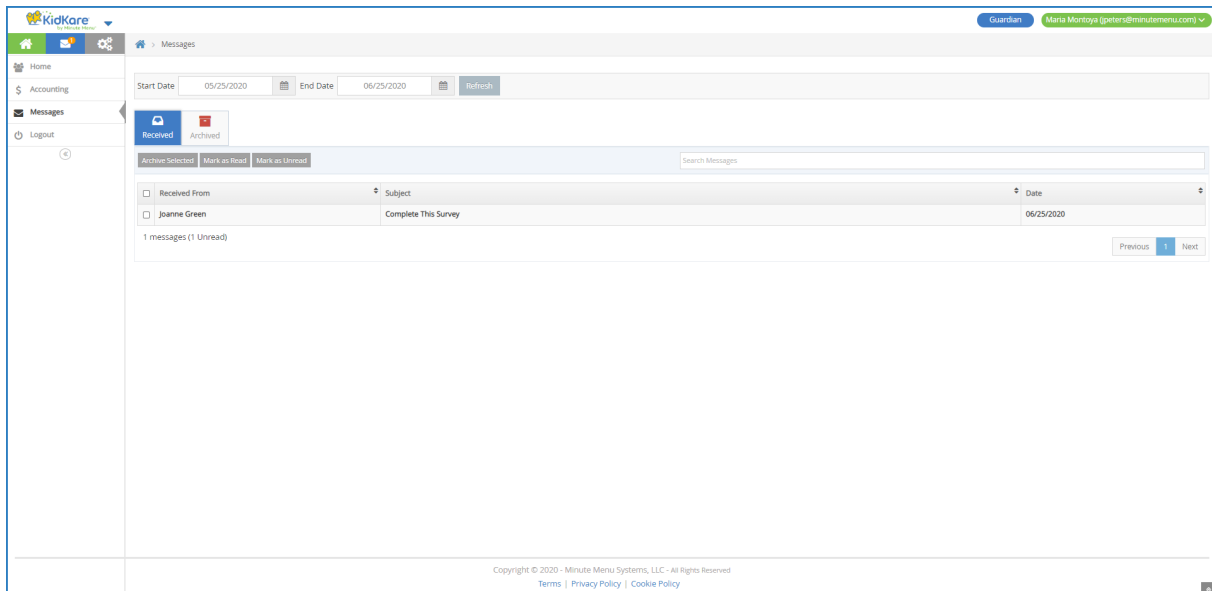 KidKare
by Minute Menu
Guardian
Maria Montoya (jpeters@minutemenu.com)
1
> Messages
Home
Accounting
Messages
Logout
Start Date 05/25/2020 End Date 06/25/2020 Refresh
Received Archived
Archive Selected Mark as Read Mark as Unread Search Messages
Received From Subject Date
Joanne Green Complete This Survey 06/25/2020
1 messages (1 Unread)
Previous 1 Next
Copyright © 2020 - Minute Menu Systems, LLC - All Rights Reserved
Terms | Privacy Policy | Cookie Policy